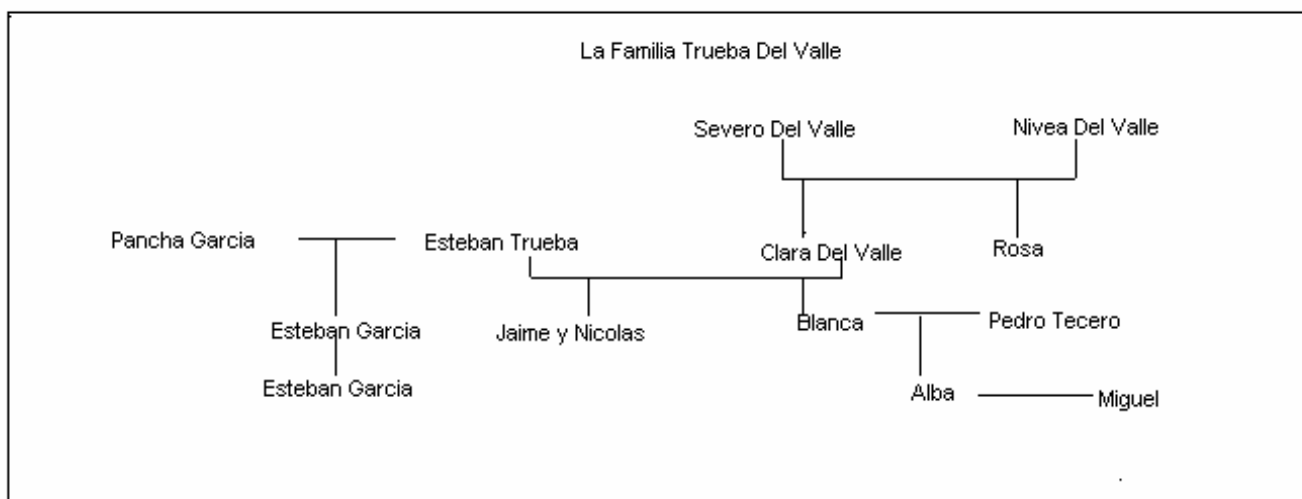 La Familia Trueba Del Valle
Severo Del Valle Nivea Del Valle
Pancha Garcia Esteban Trueba Clara Del Valle Rosa
Esteban Garcia Jaime y Nicolas Blanca Pedro Tecero
Esteban Garcia Alba Miguel